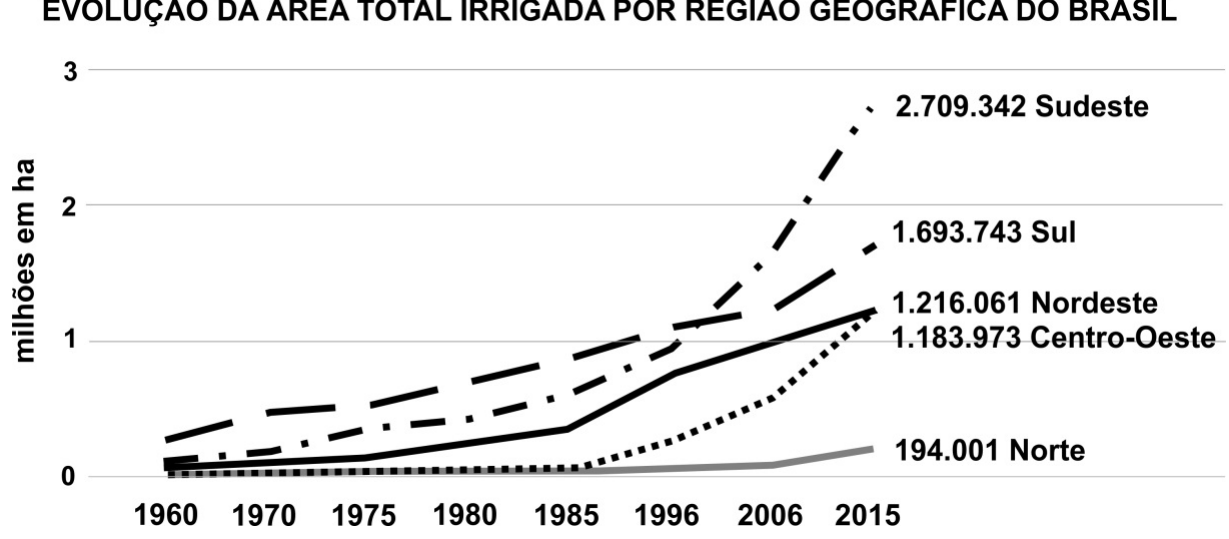 EVOLUÇÃO DA ÁREA TOTAL IRRIGADA POR REGIÃO GEOGRÁFICA DO BRASIL
milhões em ha
3
2
1
0
2.709.342 Sudeste
1.693.743 Sul
1.216.061 Nordeste
1.183.973 Centro-Oeste
194.001 Norte
1960 1970 1975 1980 1985 1996 2006 2015